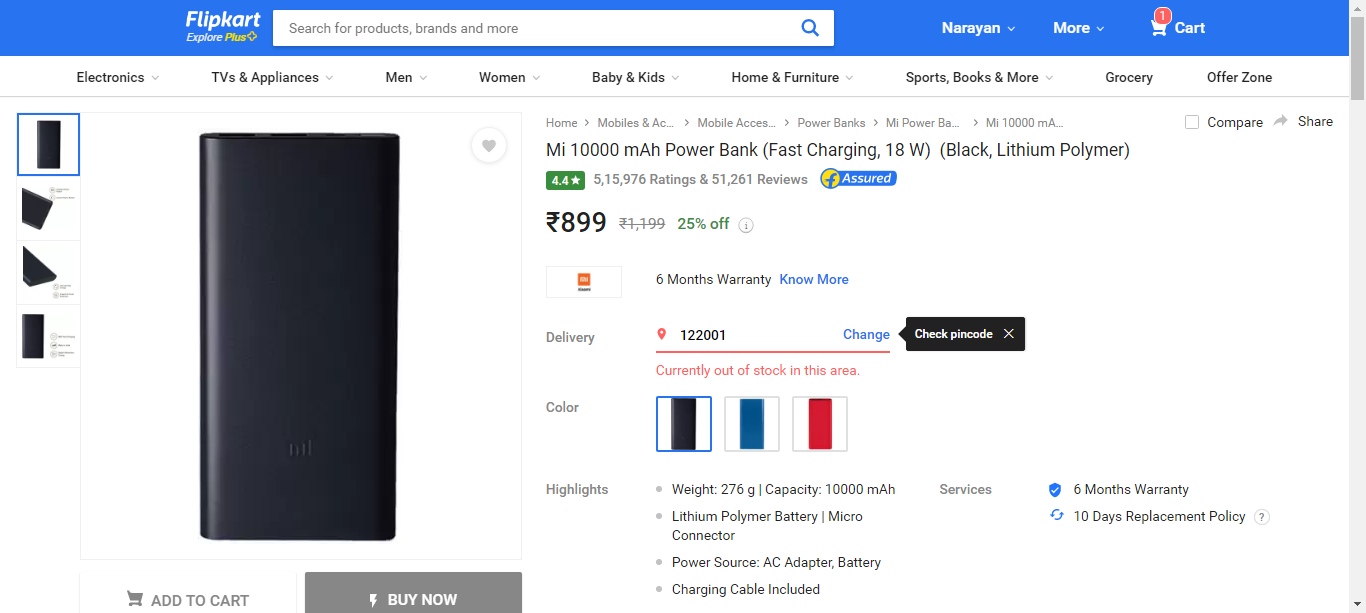 Flipkart
Explore Plus
Search for products, brands and more
Narayan
More
1
Cart
Electronics
TVs & Appliances
Men
Women
Baby & Kids
Home & Furniture
Sports, Books & More
Grocery
Offer Zone
Home > Mobiles & Ac... > Mobile Acces... > Power Banks > Mi Power Ba... > Mi 10000 mA...
Compare
Share
Mi 10000 mAh Power Bank (Fast Charging, 18 W) (Black, Lithium Polymer)
4.4★ 5,15,976 Ratings & 51,261 Reviews
Assured
₹899 ₹1,199 25% off
6 Months Warranty Know More
Delivery
122001
Change
Check pincode
Currently out of stock in this area.
Color
Highlights
Weight: 276 g | Capacity: 10000 mAh
Lithium Polymer Battery | Micro
Connector
Power Source: AC Adapter, Battery
Charging Cable Included
Services
6 Months Warranty
10 Days Replacement Policy ?
ADD TO CART
BUY NOW